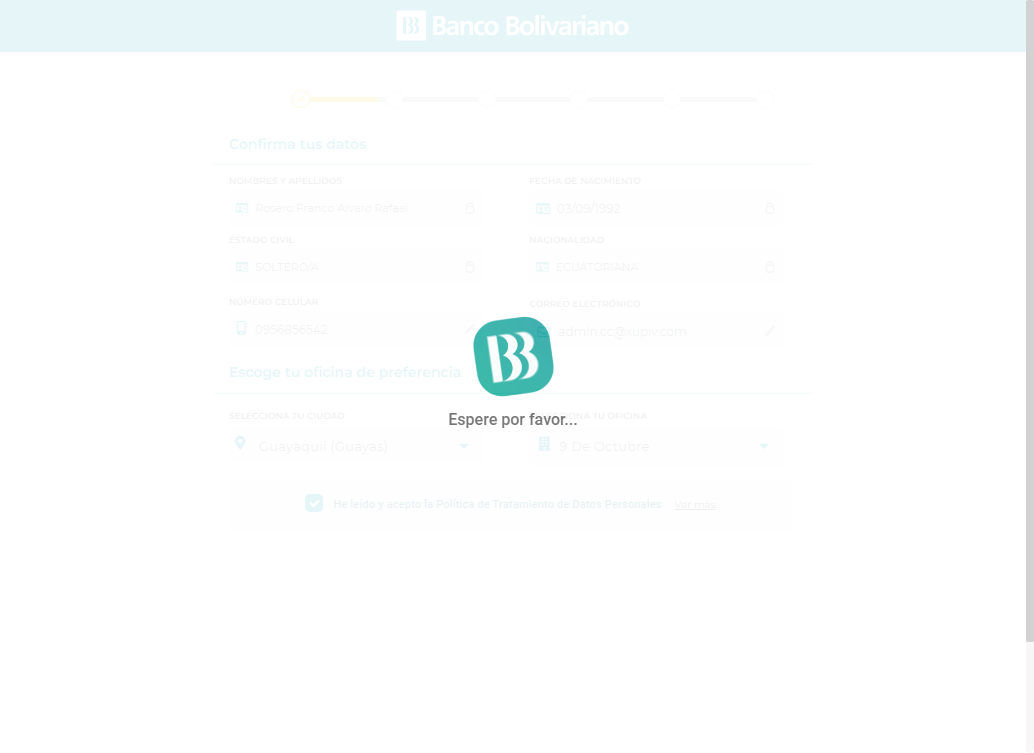 Banco Bolivariano
Confirma tus datos
NOMBRES Y APELLIDOS
FECHA DE NACIMIENTO
Rosero Franco Alvaro Rafael
03/09/1992
ESTADO CIVIL
NACIONALIDAD
SOLTERO/A
ECUATORIANA
NÚMERO CELULAR
CORREO ELECTRÓNICO
0956856542
admin.cc@xupiv.com
Escoge tu oficina de preferencia
SELECCIONA TU CIUDAD
TU OFICINA
Espere por favor...
Guayaquil (Guayas)
9 De Octubre
He leído y acepto la Política de Tratamiento de Datos Personales Ver más